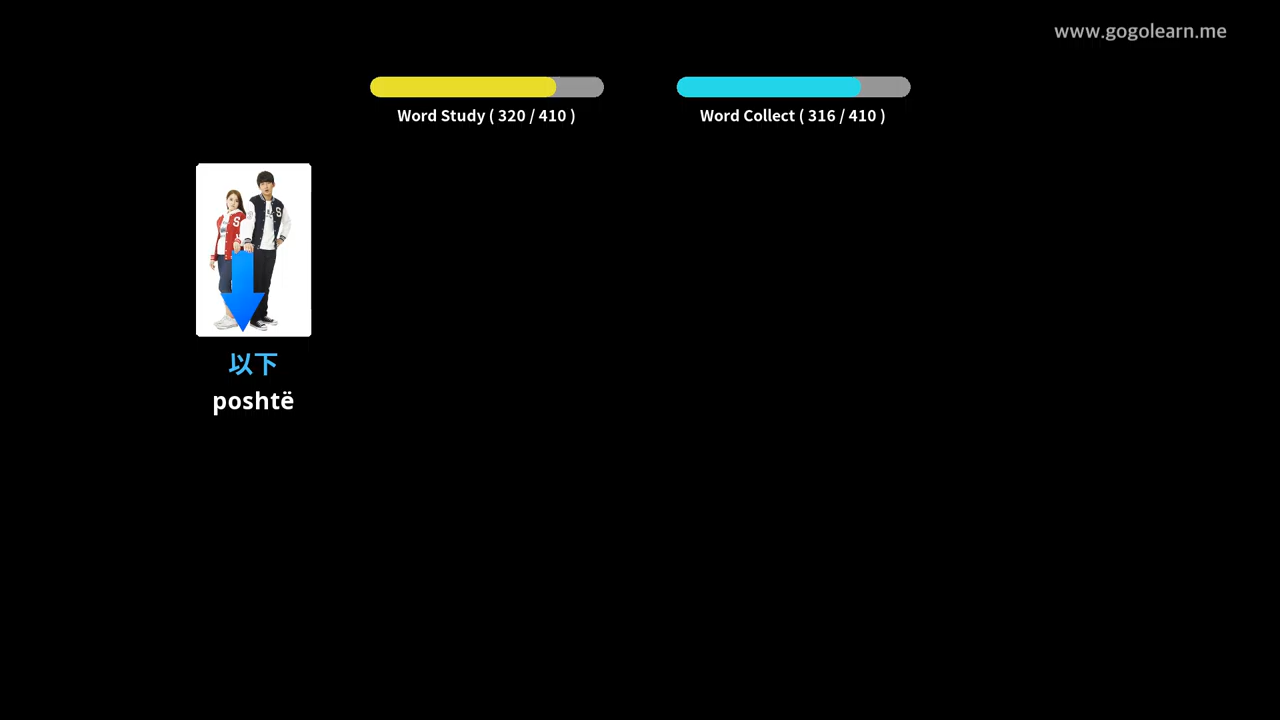 www.gogolearn.me
Word Study ( 320 / 410 )
Word Collect ( 316 / 410 )
S
S
以下
poshtë